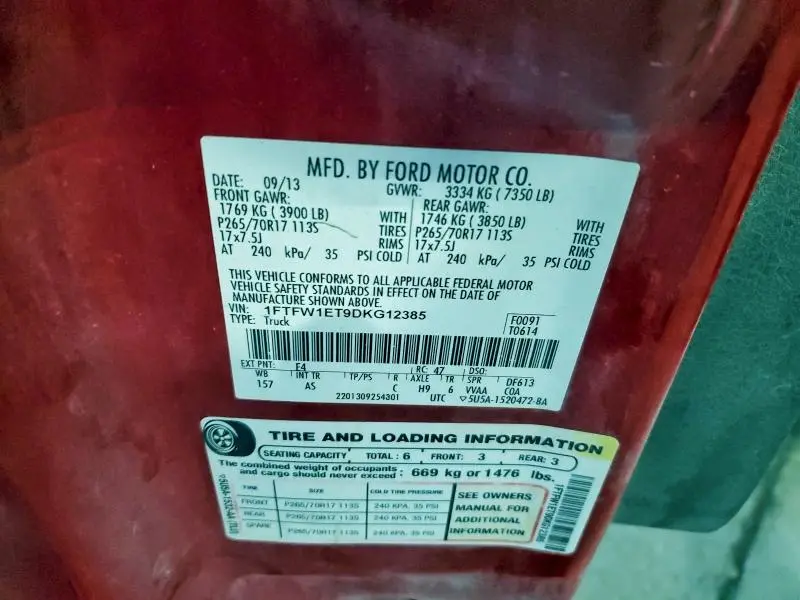 MFD. BY FORD MOTOR CO.
DATE: 09/13 GVWR: 3334 KG ( 7350 LB)
FRONT GAWR: REAR GAWR:
1769 KG ( 3900 LB) WITH 1746 KG ( 3850 LB) WITH
P265/70R17 113S TIRES P265/70R17 113S TIRES
17x7.5J RIMS 17x7.5J RIMS
AT 240 kPa/ 35 PSI COLD AT 240 kPa/ 35 PSI COLD
THIS VEHICLE CONFORMS TO ALL APPLICABLE FEDERAL MOTOR
VEHICLE SAFETY STANDARDS IN EFFECT ON THE DATE OF
MANUFACTURE SHOWN ABOVE.
VIN: 1FTFW1ET9DKG12385 F0091
TYPE: Truck T0614
EXT PNT: F4 RC: 47 DSO:
WB INT TR TP/PS R AXLE TR SPR DF613
157 AS C H9 6 VVAA COA
2201309254301 UTC 5U5A-1520472-BA
TIRE AND LOADING INFORMATION
SEATING CAPACITY TOTAL: 6 FRONT: 3 REAR: 3
The combined weight of occupants
and cargo should never exceed: 669 kg or 1476 lbs.
TIRE SIZE COLD TIRE PRESSURE SEE OWNERS
FRONT P265/70R17 113S 240 KPA, 35 PSI MANUAL FOR
REAR P265/70R17 113S 240 KPA, 35 PSI ADDITIONAL
SPARE P265/70R17 113S 240 KPA, 35 PSI INFORMATION